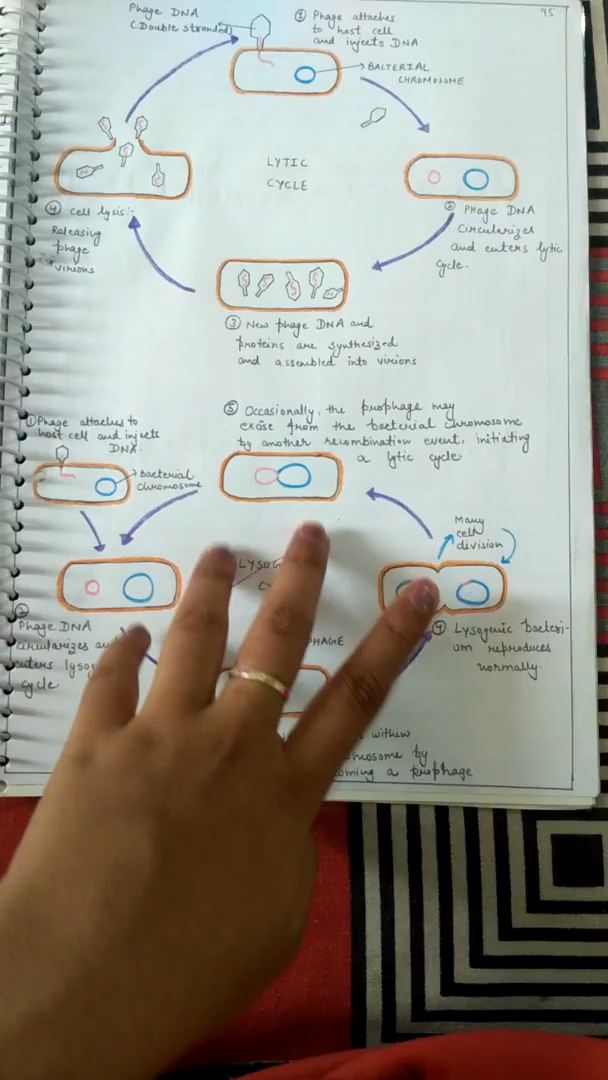 95
Phage DNA
(Double stranded)
① Phage attaches
to host cell
and injects DNA
BACTERIAL
CHROMOSOME
LYTIC
CYCLE
② Phage DNA
Circularizes
and enters lytic
cycle.
③ New phage DNA and
proteins are synthesized
and assembled into virions
④ Cell lysis:-
Releasing
phage
virions
⑤ Occasionally, the prophage may
excise from the bacterial chromosome
by another recombination event, initiating
a lytic cycle
① Phage attaches to
host cell and injects
DNA.
Bacterial
chromosome
Many
cell
division
② Phage DNA
circularizes
enters
cycle
④ Lysogenic bacteri-
um reproduces
normally.
within
by
a prophage